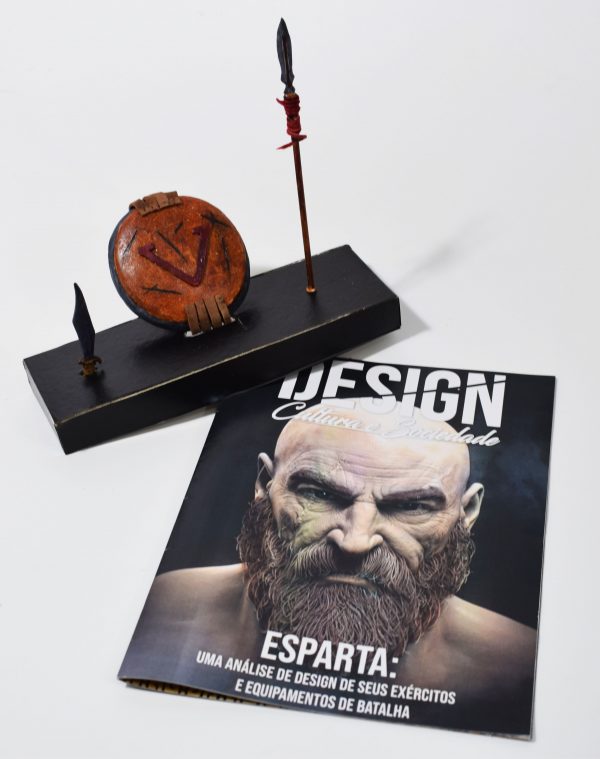 DESIGN
Cultura e Sociedade
ESPARTA:
UMA ANÁLISE DE DESIGN DE SEUS EXÉRCITOS
E EQUIPAMENTOS DE BATALHA
V